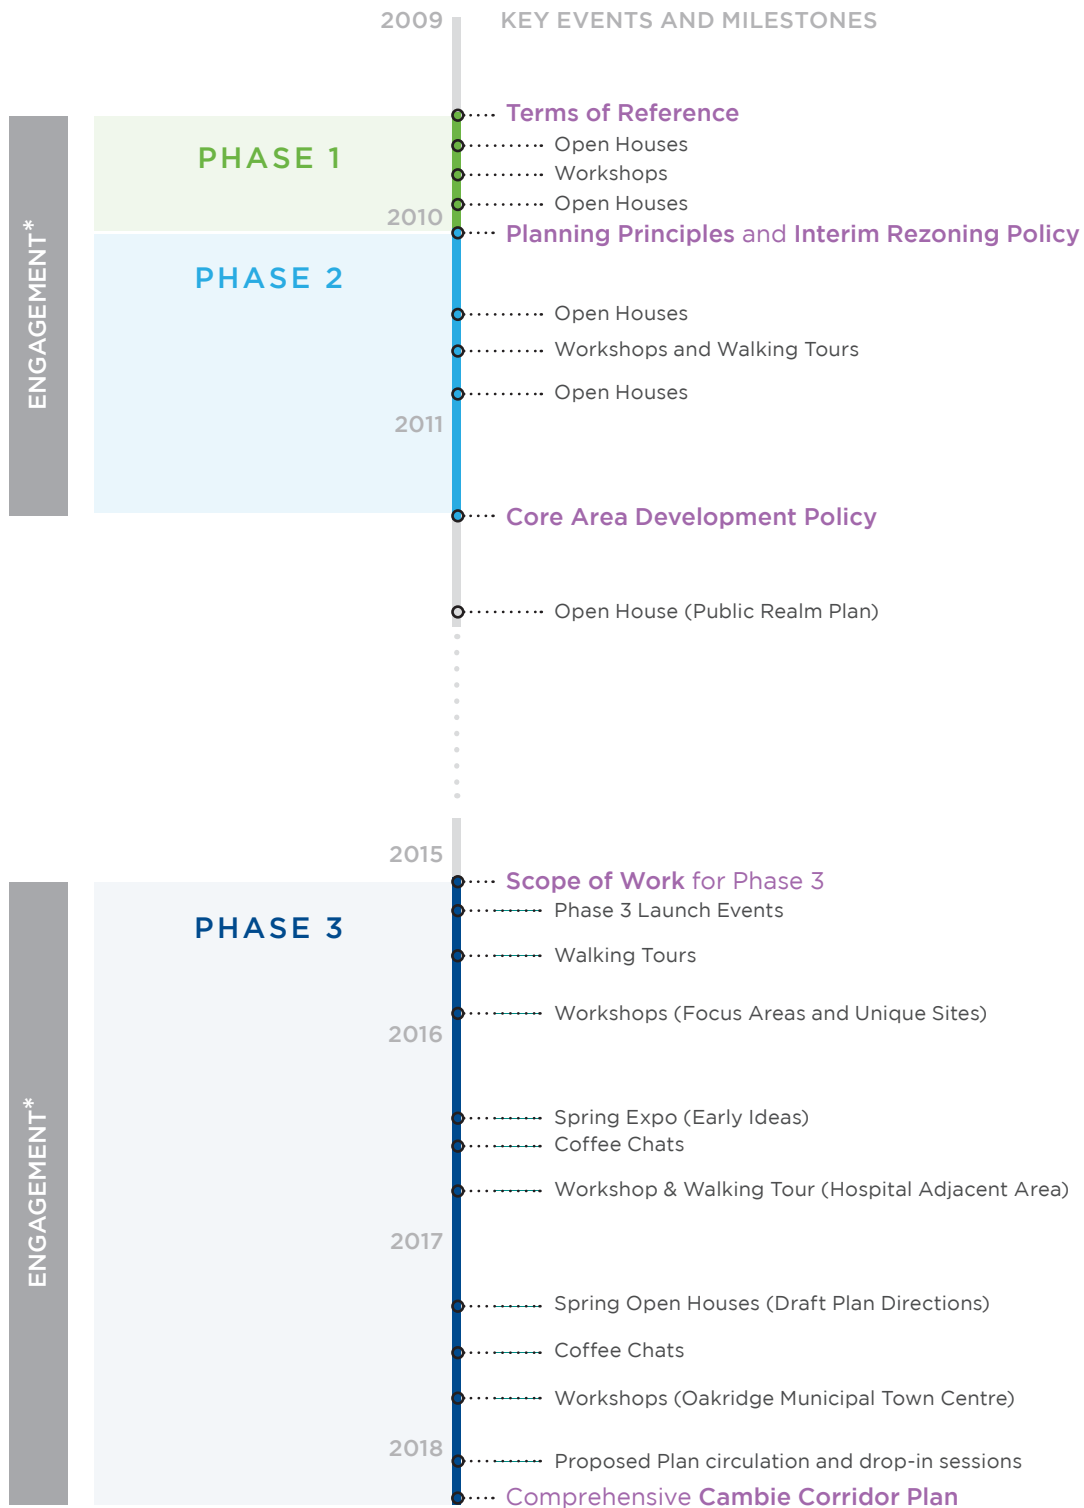 2009 KEY EVENTS AND MILESTONES
Terms of Reference
PHASE 1
Open Houses
Workshops
Open Houses
2010
Planning Principles and Interim Rezoning Policy
ENGAGEMENT*
PHASE 2
Open Houses
Workshops and Walking Tours
Open Houses
2011
Core Area Development Policy
Open House (Public Realm Plan)
2015
Scope of Work for Phase 3
Phase 3 Launch Events
PHASE 3
Walking Tours
Workshops (Focus Areas and Unique Sites)
2016
Spring Expo (Early Ideas)
Coffee Chats
ENGAGEMENT*
Workshop & Walking Tour (Hospital Adjacent Area)
2017
Spring Open Houses (Draft Plan Directions)
Coffee Chats
Workshops (Oakridge Municipal Town Centre)
2018
Proposed Plan circulation and drop-in sessions
Comprehensive Cambie Corridor Plan